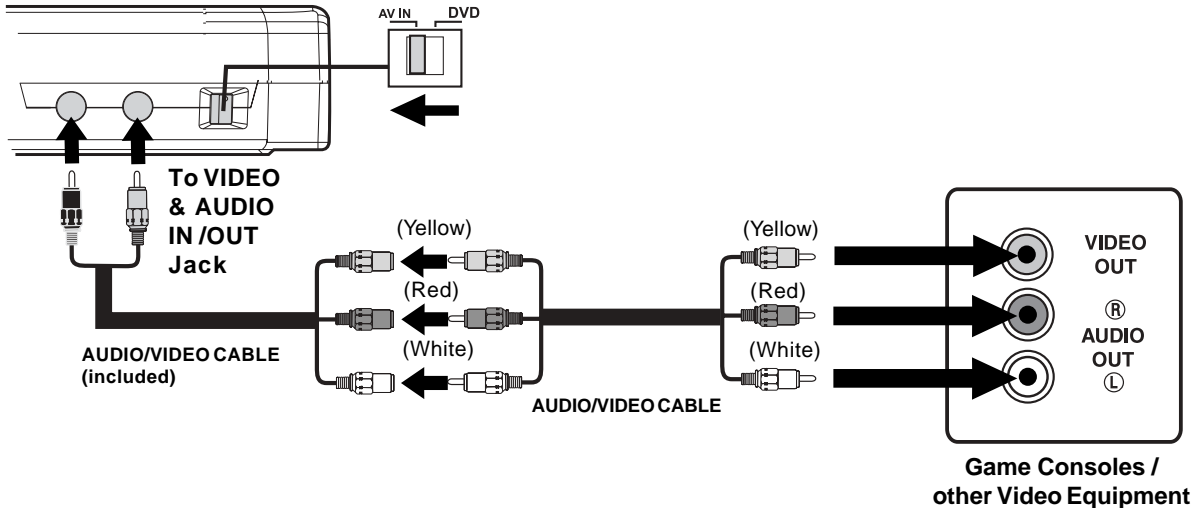 AV IN DVD
To VIDEO
& AUDIO
IN /OUT
Jack
(Yellow)
(Red)
(White)
AUDIO/VIDEO CABLE
(included)
AUDIO/VIDEO CABLE
(Yellow)
(Red)
(White)
VIDEO
OUT
R
AUDIO
OUT
L
Game Consoles /
other Video Equipment